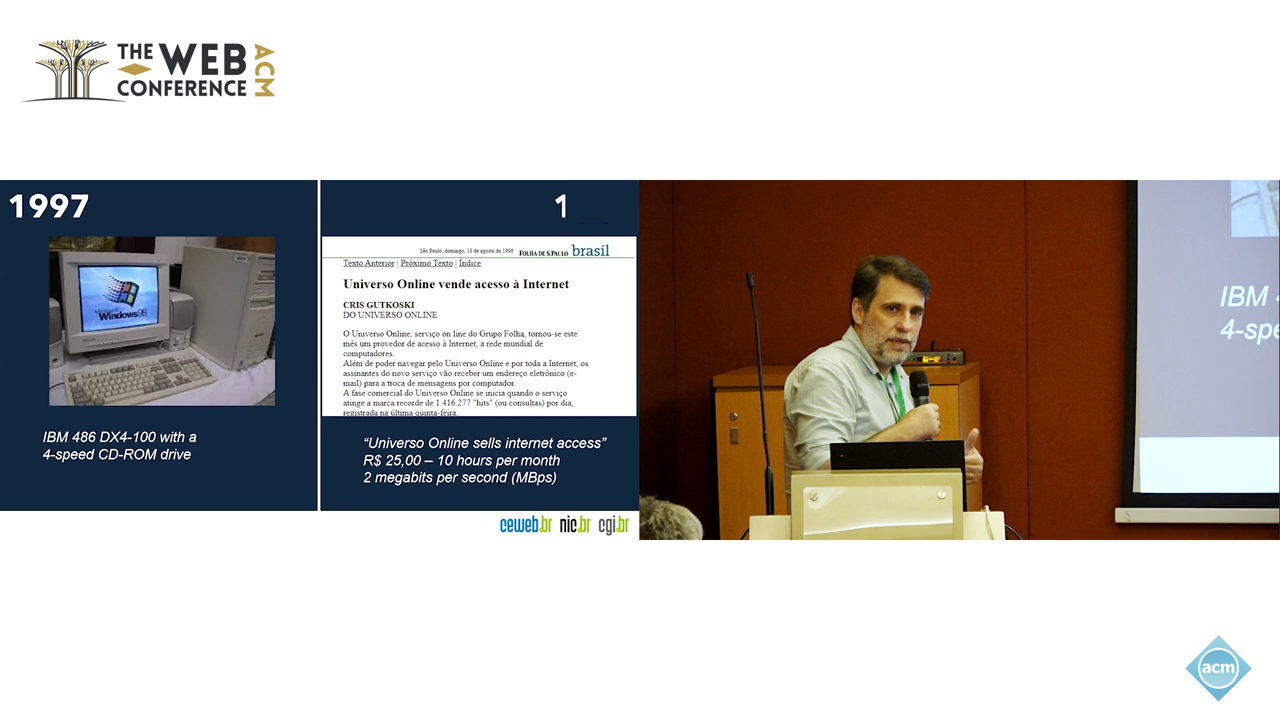 THE WEB
CONFERENCE
ACM
1997
Microsoft
Windows98
IBM 486 DX4-100 with a
4-speed CD-ROM drive
1
São Paulo, domingo, 18 de agosto de 1996 FOLHA DE S.PAULO brasil
Texto Anterior | Próximo Texto | Índice
Universo Online vende acesso à Internet
CRIS GUTKOSKI
DO UNIVERSO ONLINE
O Universo Online, serviço on line do Grupo Folha, tornou-se este
mês um provedor de acesso à Internet, a rede mundial de
computadores.
Além de poder navegar pelo Universo Online e por toda a Internet, os
assinantes do novo serviço vão receber um endereço eletrônico (e-
mail) para a troca de mensagens por computador.
A fase comercial do Universo Online se inicia quando o serviço
atinge a marca recorde de 1.416.277 "hits" (ou consultas) por dia,
registrada na última quinta-feira.
“Universo Online sells internet access”
R$ 25,00 – 10 hours per month
2 megabits per second (MBps)
ceweb.br nic.br cgi.br
IBM
4-spe
acm